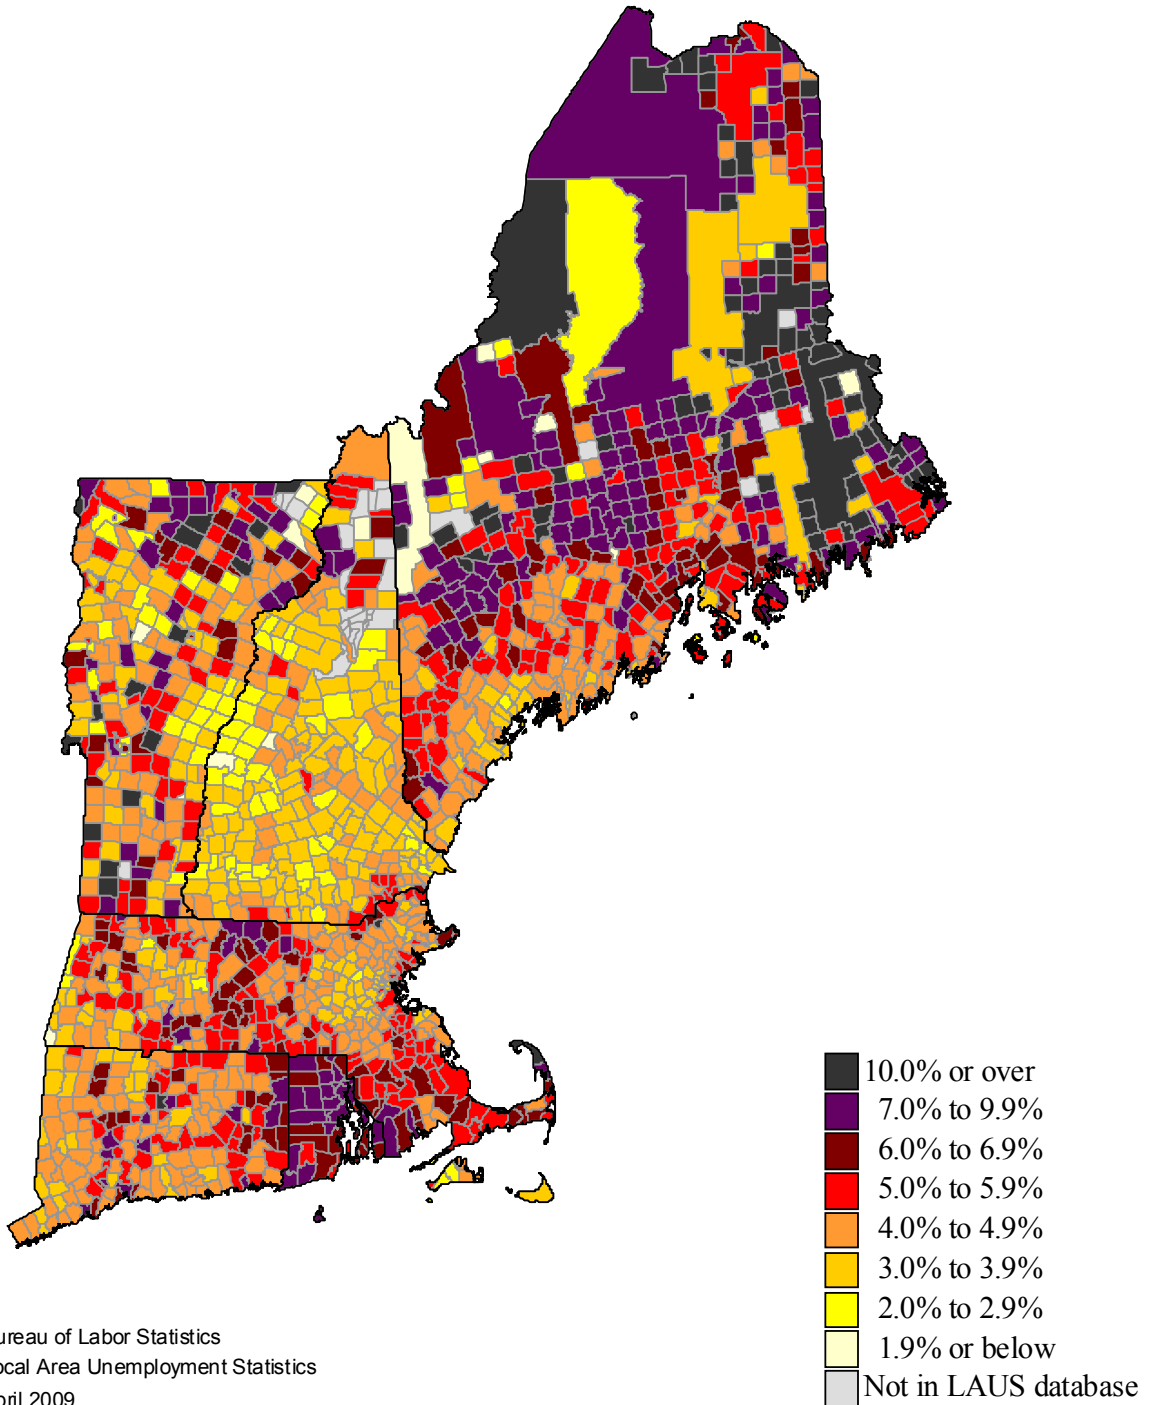 10.0% or over
7.0% to 9.9%
6.0% to 6.9%
5.0% to 5.9%
4.0% to 4.9%
3.0% to 3.9%
2.0% to 2.9%
1.9% or below
Not in LAUS database
ureau of Labor Statistics
ocal Area Unemployment Statistics
pril 2009